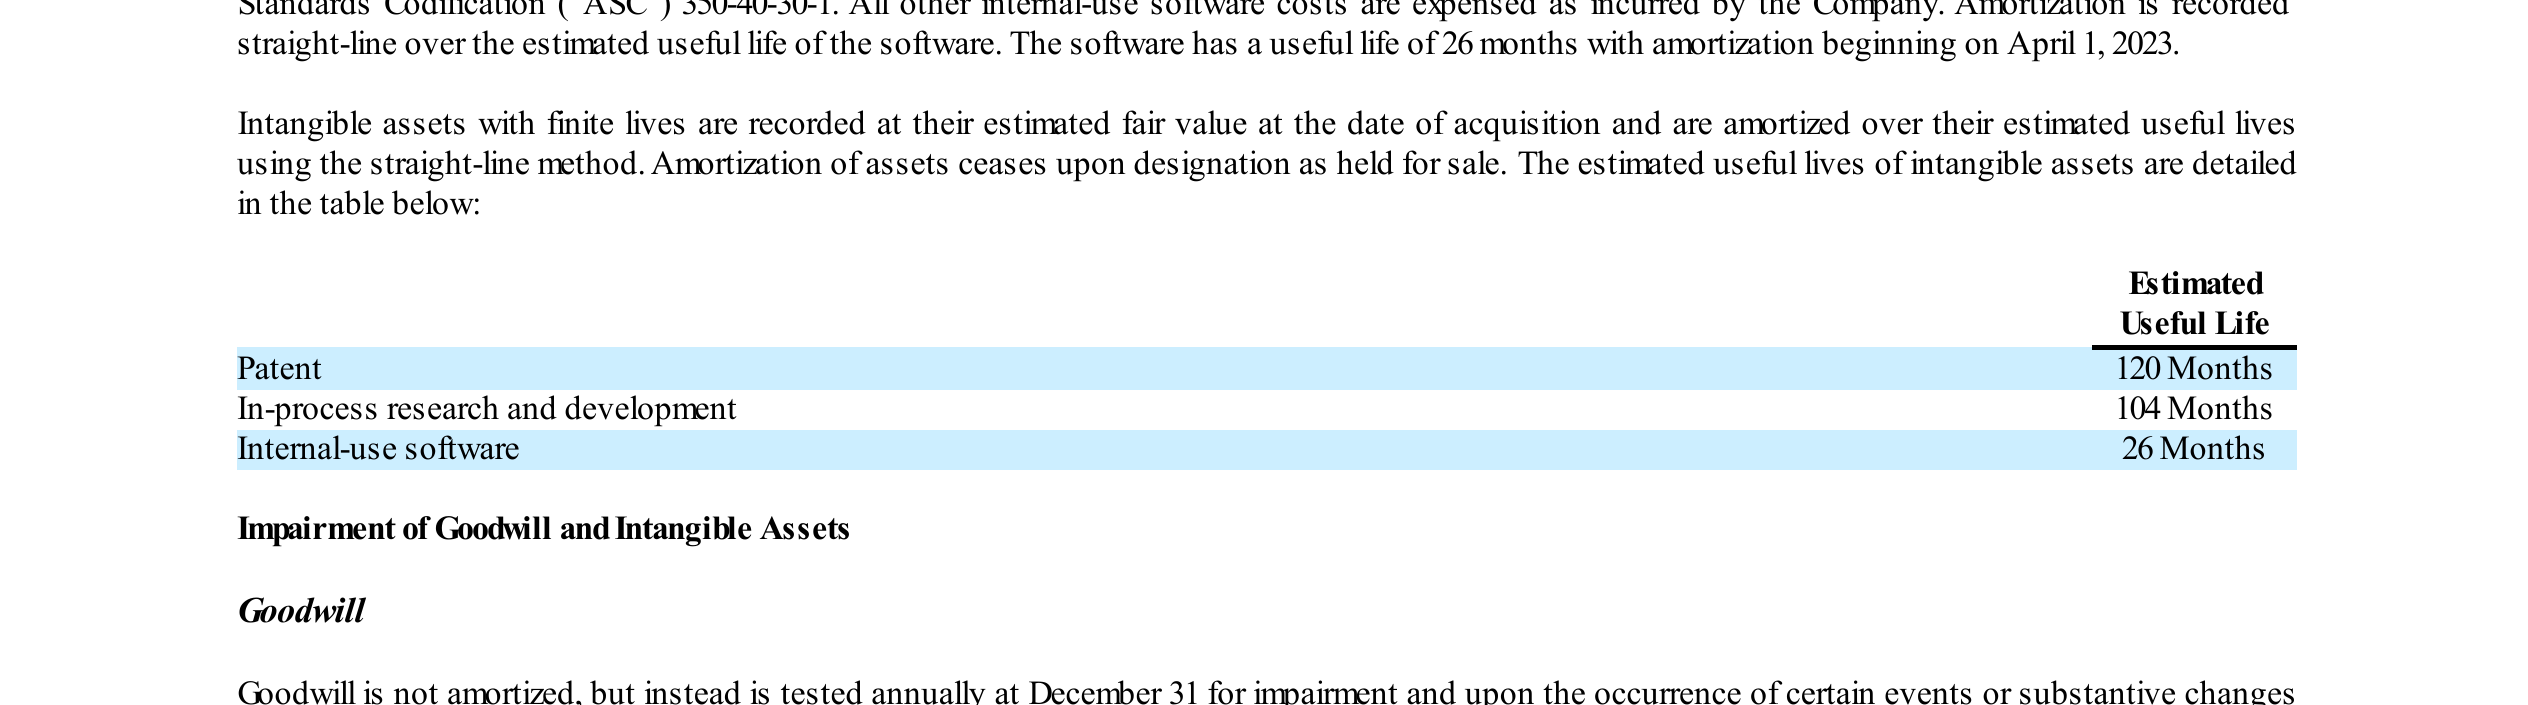 Standards Codification ("ASC") 350-40-30-1. All other internal-use software costs are expensed as incurred by the Company. Amortization is recorded
straight-line over the estimated useful life of the software. The software has a useful life of 26 months with amortization beginning on April 1, 2023.
Intangible assets with finite lives are recorded at their estimated fair value at the date of acquisition and are amortized over their estimated useful lives
using the straight-line method. Amortization of assets ceases upon designation as held for sale. The estimated useful lives of intangible assets are detailed
in the table below:
Estimated
Useful Life
Patent 120 Months
In-process research and development 104 Months
Internal-use software 26 Months
Impairment of Goodwill and Intangible Assets
Goodwill
Goodwill is not amortized, but instead is tested annually at December 31 for impairment and upon the occurrence of certain events or substantive changes